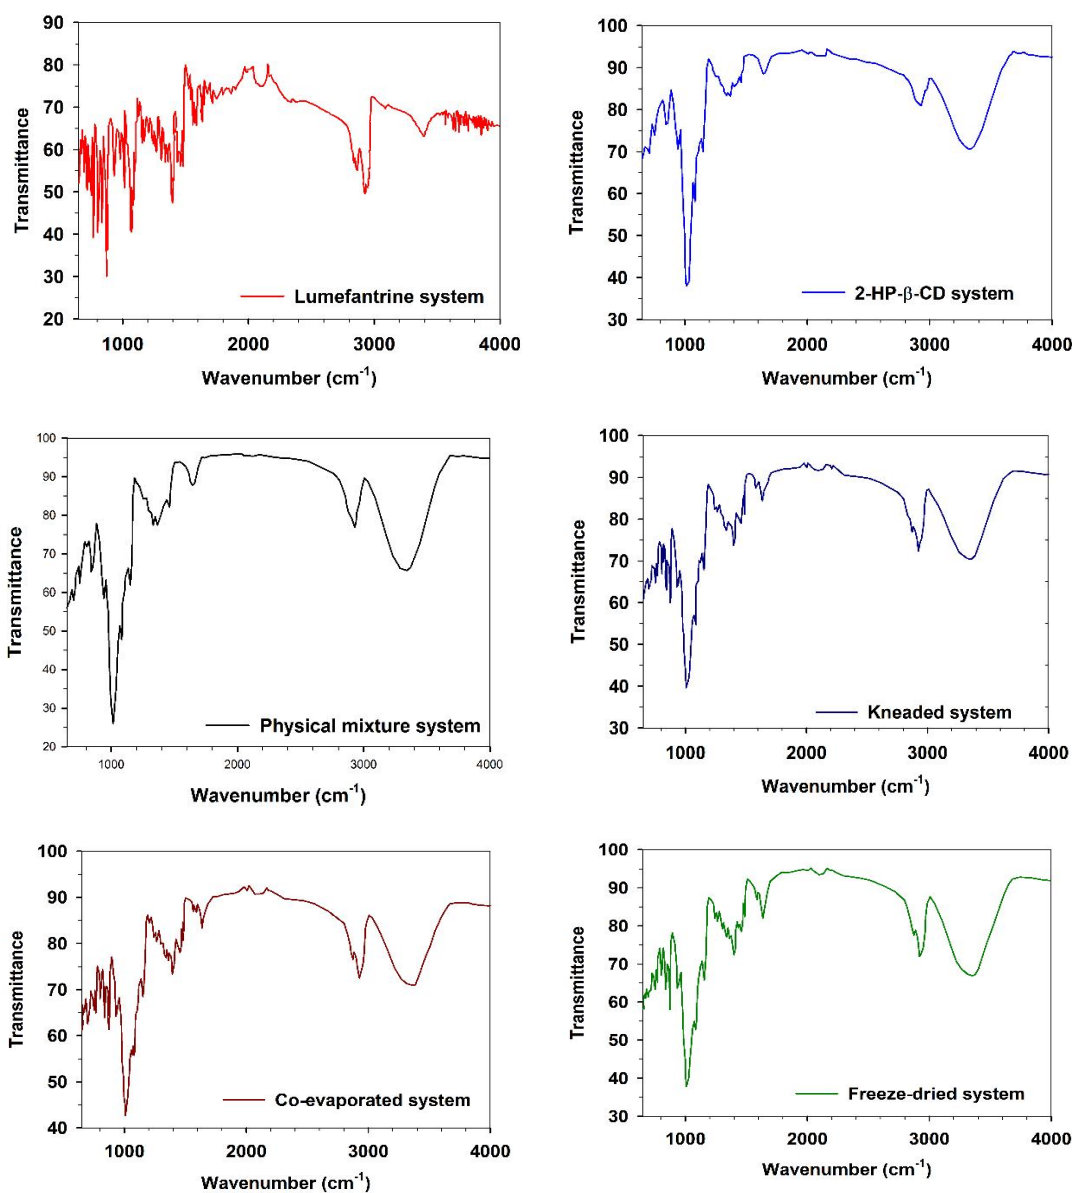 90
80
70
60
50
40
30
20
Transmittance
Lumefantrine system
1000 2000 3000 4000
Wavenumber (cm-1)
100
90
80
70
60
50
40
30
Transmittance
2-HP-β-CD system
1000 2000 3000 4000
Wavenumber (cm-1)
100
90
80
70
60
50
40
30
20
Transmittance
Physical mixture system
1000 2000 3000 4000
Wavenumber (cm-1)
100
90
80
70
60
50
40
30
Transmittance
Kneaded system
1000 2000 3000 4000
Wavenumber (cm-1)
100
90
80
70
60
50
40
Transmittance
Co-evaporated system
1000 2000 3000 4000
Wavenumber (cm-1)
100
90
80
70
60
50
40
30
Transmittance
Freeze-dried system
1000 2000 3000 4000
Wavenumber (cm-1)